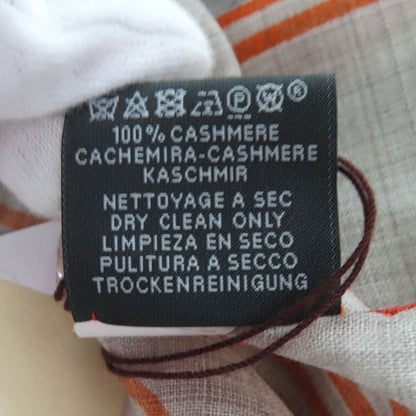 100% CASHMERE
CACHEMIRA-CASHMERE
KASCHMIR
NETTOYAGE A SEC
DRY CLEAN ONLY
LIMPIEZA EN SECO
PULITURA A SECCO
TROCKENREINIGUNG